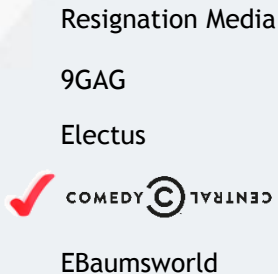 Resignation Media
9GAG
Electus
COMEDY C CENTRAL
EBaumsworld